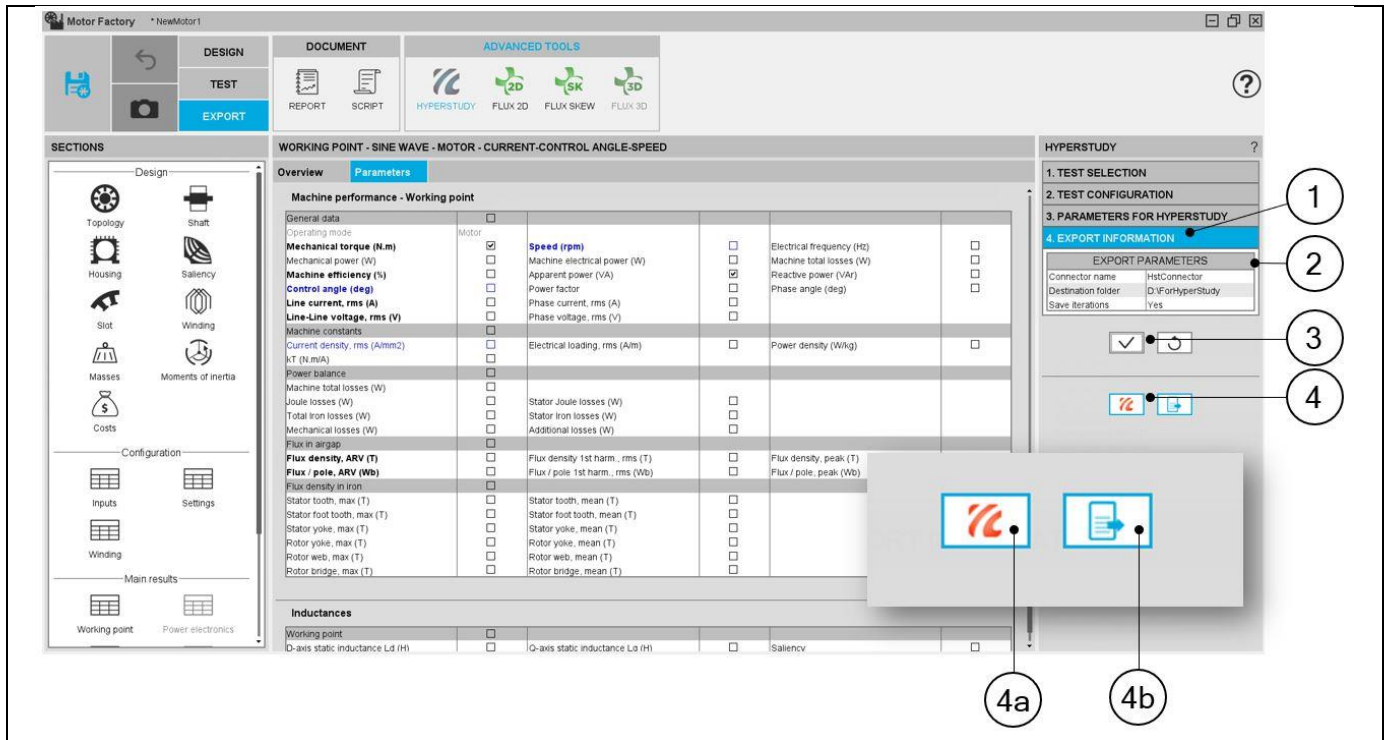 Motor Factory * NewMotor1
DESIGN
TEST
EXPORT
DOCUMENT
REPORT SCRIPT
ADVANCED TOOLS
2D SK 3D
HYPERSTUDY FLUX 2D FLUX SKEW FLUX 3D
?
SECTIONS
Design
Topology Shaft
Housing Saliency
Slot Winding
Masses Moments of inertia
$
Costs
Configuration
Inputs Settings
Winding
Main results
Working point Power electronics
WORKING POINT - SINE WAVE - MOTOR - CURRENT-CONTROL ANGLE-SPEED
Overview Parameters
Machine performance - Working point
General data
Operating mode Motor
Mechanical torque (N.m) Speed (rpm) Electrical frequency (Hz)
Mechanical power (W) Machine electrical power (W) Machine total losses (W)
Machine efficiency (%) Apparent power (VA) Reactive power (VAr)
Control angle (deg) Power factor Phase angle (deg)
Line current, rms (A) Phase current, rms (A)
Line-Line voltage, rms (V) Phase voltage, rms (V)
Machine constants
Current density, rms (A/mm2) Electrical loading, rms (A/m) Power density (W/kg)
kT (N.m/A)
Power balance
Machine total losses (W)
Joule losses (W) Stator Joule losses (W)
Total Iron losses (W) Stator iron losses (W)
Mechanical losses (W) Additional losses (W)
Flux in airgap
Flux density, ARV (T) Flux density 1st harm., rms (T) Flux density, peak (T)
Flux / pole, ARV (Wb) Flux / pole 1st harm., rms (Wb) Flux / pole, peak (Wb)
Flux density in iron
Stator tooth, max (T) Stator tooth, mean (T)
Stator foot tooth, max (T) Stator foot tooth, mean (T)
Stator yoke, max (T) Stator yoke, mean (T)
Rotor yoke, max (T) Rotor yoke, mean (T)
Rotor web, max (T) Rotor web, mean (T)
Rotor bridge, max (T) Rotor bridge, mean (T)
Inductances
Working point
D-axis static inductance Ld (H) Q-axis static inductance Lq (H) Saliency
HYPERSTUDY ?
1. TEST SELECTION
2. TEST CONFIGURATION
3. PARAMETERS FOR HYPERSTUDY
4. EXPORT INFORMATION
EXPORT PARAMETERS
Connector name HstConnector
Destination folder D:\ForHyperStudy
Save iterations Yes
1
2
3
4
4a
4b